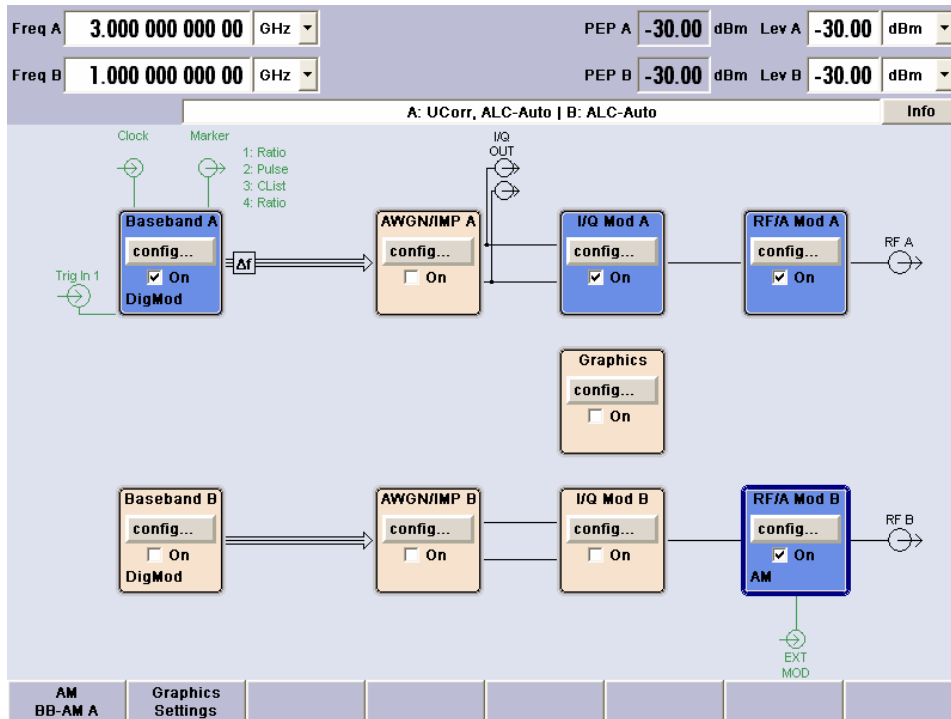 Freq A 3.000 000 000 00 GHz PEP A -30.00 dBm Lev A -30.00 dBm
Freq B 1.000 000 000 00 GHz PEP B -30.00 dBm Lev B -30.00 dBm
A: UCorr, ALC-Auto | B: ALC-Auto Info
Clock Marker
1: Ratio
2: Pulse
3: CList
4: Ratio
I/Q
OUT
Baseband A AWGN/IMP A I/Q Mod A RF/A Mod A
config... config... config... config...
RF A
Δf
On On On On
Trig In 1
DigMod
Graphics
config...
On
Baseband B AWGN/IMP B I/Q Mod B RF/A Mod B
config... config... config... config...
RF B
On On On On
DigMod AM
EXT
MOD
AM Graphics
BB-AM A Settings